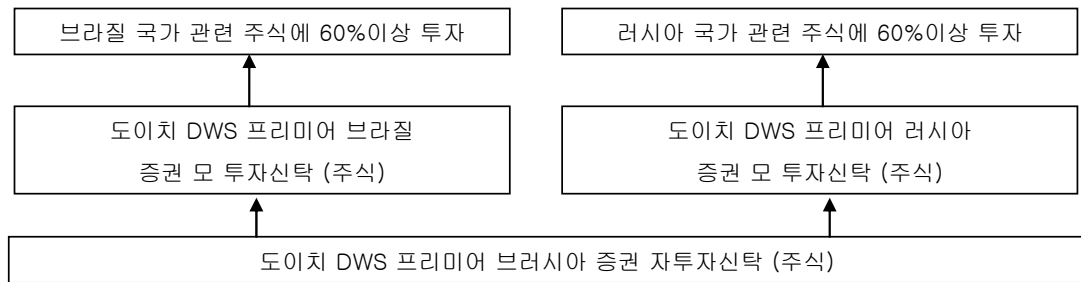 브라질 국가 관련 주식에 60%이상 투자
러시아 국가 관련 주식에 60%이상 투자
도이치 DWS 프리미어 브라질
증권 모 투자신탁 (주식)
도이치 DWS 프리미어 러시아
증권 모 투자신탁 (주식)
도이치 DWS 프리미어 브러시아 증권 자투자신탁 (주식)